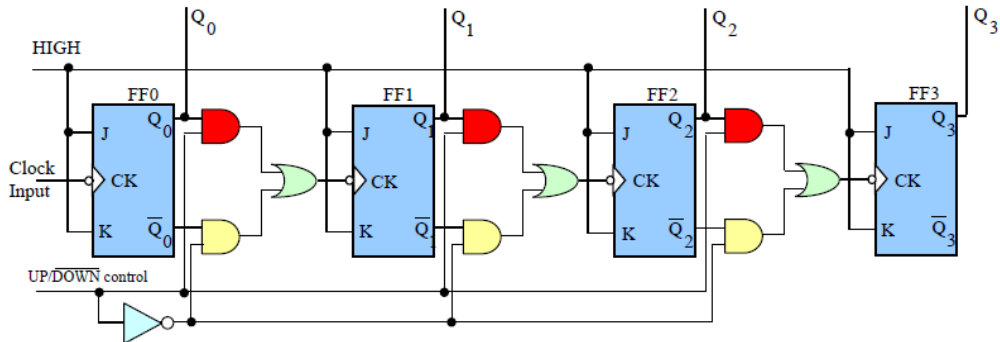 Q0
Q1
Q2
Q3
HIGH
FF0
FF1
FF2
FF3
J
Q0
J
Q1
J
Q2
J
Q3
Clock
Input
CK
CK
CK
CK
K
Q̅0
K
Q̅1
K
Q̅2
K
Q̅3
UP/D̅O̅W̅N̅ control